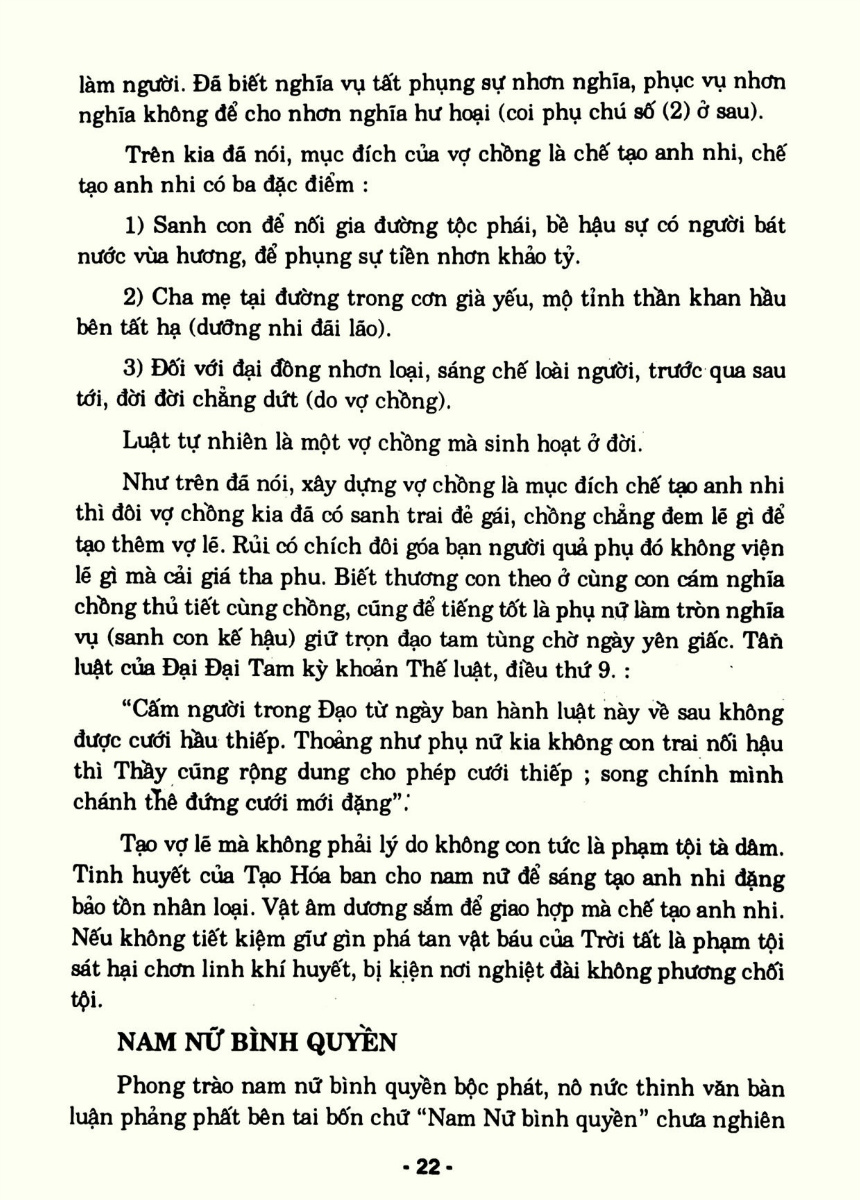 làm người. Đã biết nghĩa vụ tất phụng sự nhơn nghĩa, phục vụ nhơn
nghĩa không để cho nhơn nghĩa hư hoại (coi phụ chú số (2) ở sau).
Trên kia đã nói, mục đích của vợ chồng là chế tạo anh nhi, chế
tạo anh nhi có ba đặc điểm :
1) Sanh con để nối gia đường tộc phái, bề hậu sự có người bát
nước vùa hương, để phụng sự tiền nhơn khảo tỷ.
2) Cha mẹ tại đường trong cơn già yếu, mộ tỉnh thần khan hầu
bên tất hạ (dưỡng nhi đãi lão).
3) Đối với đại đồng nhơn loại, sáng chế loài người, trước qua sau
tới, đời đời chẳng dứt (do vợ chồng).
Luật tự nhiên là một vợ chồng mà sinh hoạt ở đời.
Như trên đã nói, xây dựng vợ chồng là mục đích chế tạo anh nhi
thì đôi vợ chồng kia đã có sanh trai đẻ gái, chồng chẳng đem lẽ gì để
tạo thêm vợ lẽ. Rủi có chích đôi góa bạn người quả phụ đó không viện
lẽ gì mà cải giá tha phu. Biết thương con theo ở cùng con cám nghĩa
chồng thủ tiết cùng chồng, cũng để tiếng tốt là phụ nữ làm tròn nghĩa
vụ (sanh con kế hậu) giữ trọn đạo tam tùng chờ ngày yên giấc. Tân
luật của Đại Đại Tam kỳ khoản Thế luật, điều thứ 9. :
“Cấm người trong Đạo từ ngày ban hành luật này về sau không
được cưới hầu thiếp. Thoảng như phụ nữ kia không con trai nối hậu
thì Thầy cũng rộng dung cho phép cưới thiếp ; song chính mình
chánh thê đứng cưới mới đặng”.
Tạo vợ lẽ mà không phải lý do không con tức là phạm tội tà dâm.
Tinh huyết của Tạo Hóa ban cho nam nữ để sáng tạo anh nhi đặng
bảo tồn nhân loại. Vật âm dương sắm để giao hợp mà chế tạo anh nhi.
Nếu không tiết kiệm gĩư gìn phá tan vật báu của Trời tất là phạm tội
sát hại chơn linh khí huyết, bị kiện nơi nghiệt đài không phương chối
tội.
NAM NỮ BÌNH QUYỀN
Phong trào nam nữ bình quyền bộc phát, nô nức thinh văn bàn
luận phảng phất bên tai bốn chữ “Nam Nữ bình quyền” chưa nghiên
- 22 -